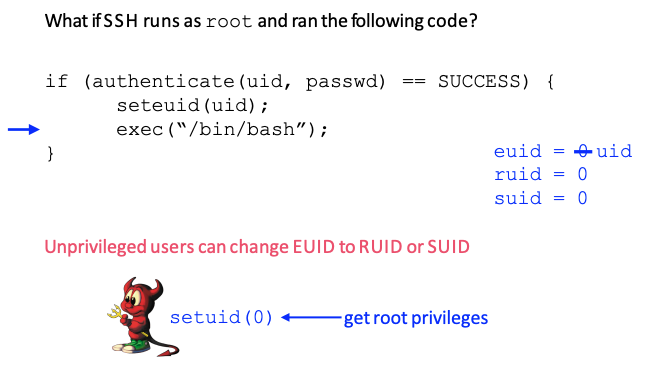 What if SSH runs as root and ran the following code?
if (authenticate(uid, passwd) == SUCCESS) {
seteuid(uid);
exec(“/bin/bash”);
}
euid = 0 uid
ruid = 0
suid = 0
Unprivileged users can change EUID to RUID or SUID
setuid(0) get root privileges